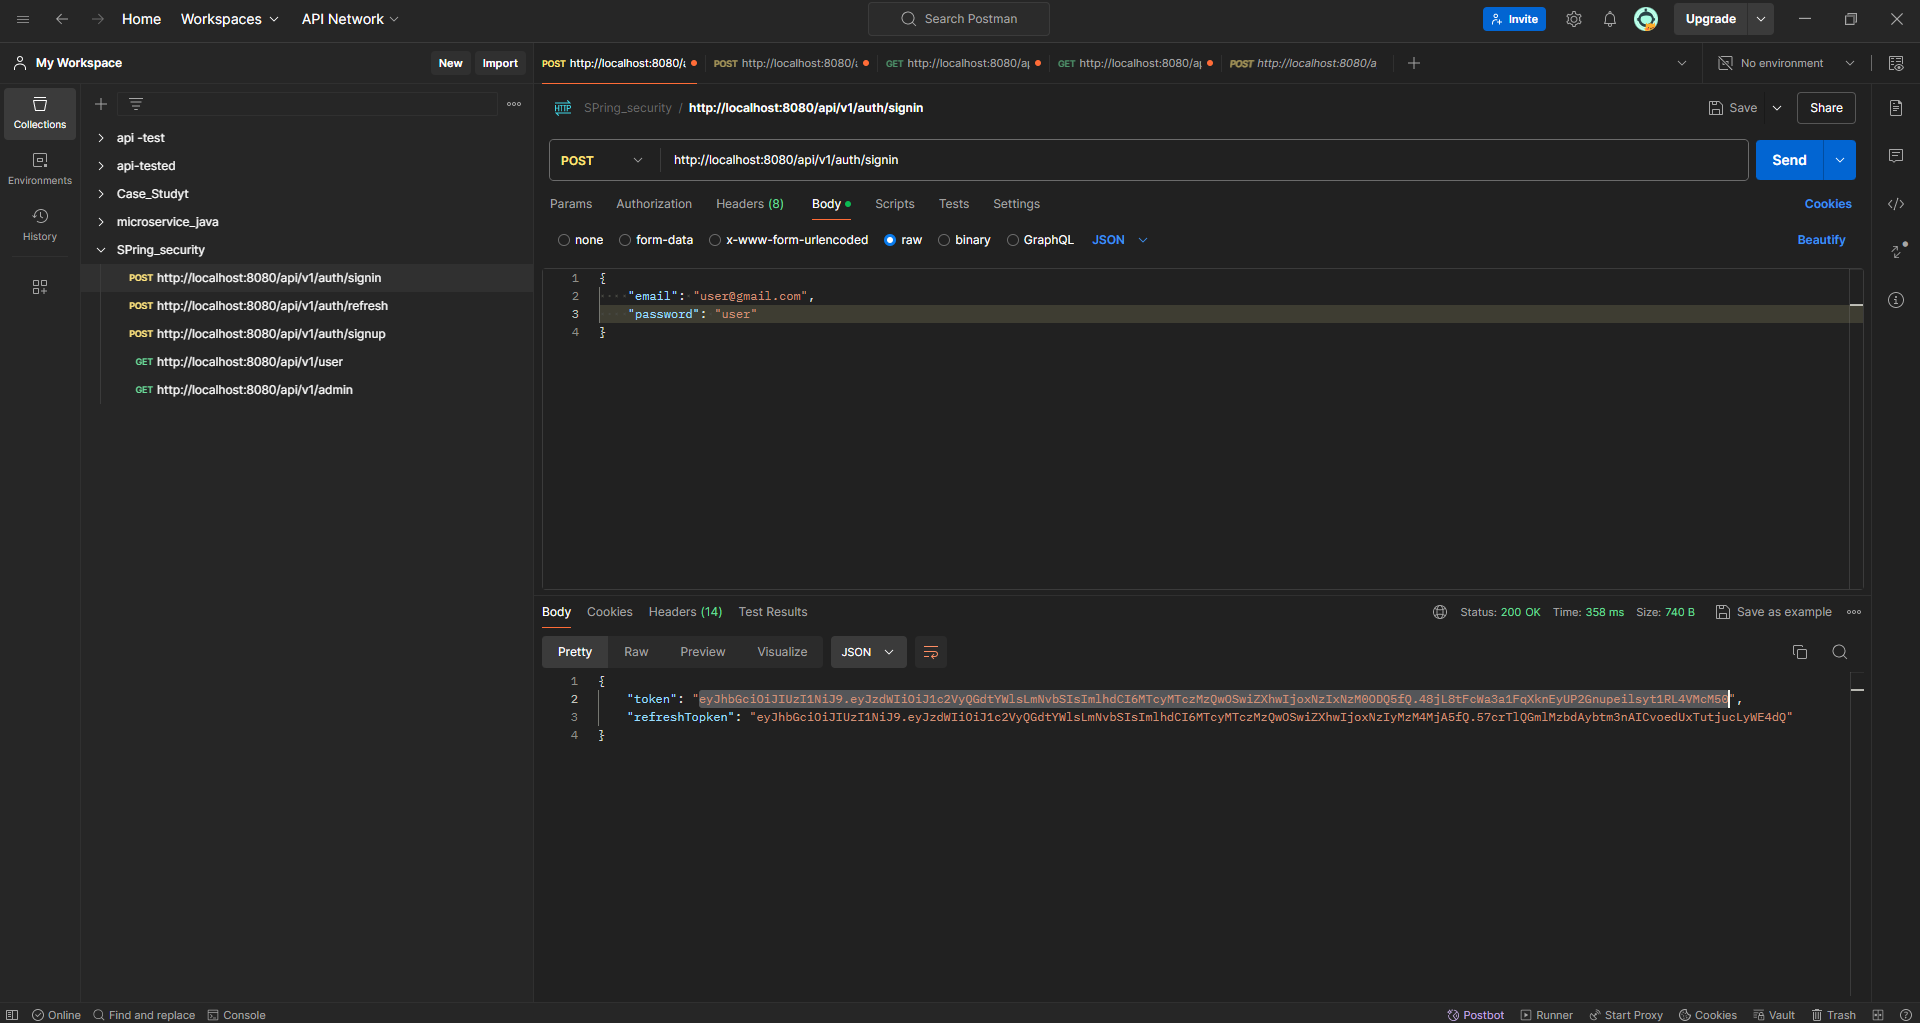 Home Workspaces API Network Search Postman Invite Upgrade
My Workspace New Import
POST http://localhost:8080/a POST http://localhost:8080/a GET http://localhost:8080/ap GET http://localhost:8080/ap POST http://localhost:8080/a No environment
Collections
Environments
History
api -test
api-tested
Case_Studyt
microservice_java
SPring_security
POST http://localhost:8080/api/v1/auth/signin
POST http://localhost:8080/api/v1/auth/refresh
POST http://localhost:8080/api/v1/auth/signup
GET http://localhost:8080/api/v1/user
GET http://localhost:8080/api/v1/admin
HTTP SPring_security / http://localhost:8080/api/v1/auth/signin Save Share
POST http://localhost:8080/api/v1/auth/signin Send
Params Authorization Headers (8) Body Scripts Tests Settings Cookies
none form-data x-www-form-urlencoded raw binary GraphQL JSON Beautify
1 {
2 "email": "user@gmail.com",
3 "password": "user"
4 }
Body Cookies Headers (14) Test Results Status: 200 OK Time: 358 ms Size: 740 B Save as example
Pretty Raw Preview Visualize JSON
1 {
2 "token": "eyJhbGciOiJIUzI1NiJ9.eyJzdWIiOiJ1c2VyQGdtYWlsLmNvbSIsImlhdCI6MTcyMTczMzQwOSwiZXhwIjoxNzIxNzM0ODQ5fQ.48jL8tFcWa3a1FqXknEyUP2Gnupeilsyt1RL4VMcM50",
3 "refreshTopken": "eyJhbGciOiJIUzI1NiJ9.eyJzdWIiOiJ1c2VyQGdtYWlsLmNvbSIsImlhdCI6MTcyMTczMzQwOSwiZXhwIjoxNzIyMzM4MjA5fQ.57crTlQGmlMzbdAybtm3nAICvoedUxTutjucLyWE4dQ"
4 }
Online Find and replace Console Postbot Runner Start Proxy Cookies Vault Trash